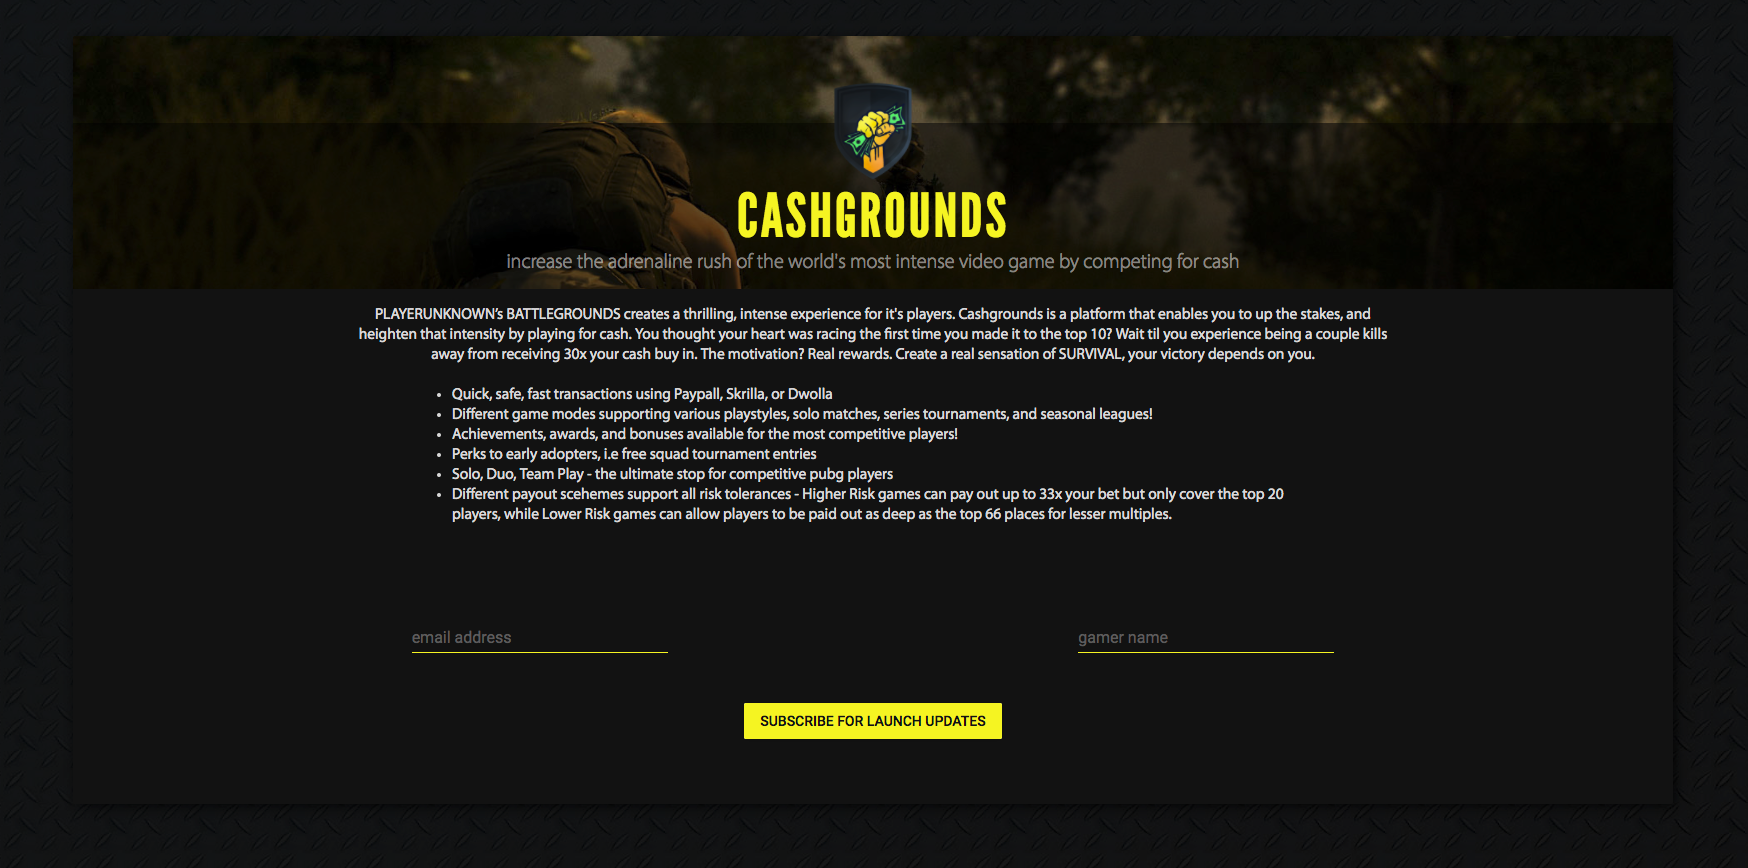 CASHGROUNDS
increase the adrenaline rush of the world's most intense video game by competing for cash
PLAYERUNKNOWN’s BATTLEGROUNDS creates a thrilling, intense experience for it's players. Cashgrounds is a platform that enables you to up the stakes, and
heighten that intensity by playing for cash. You thought your heart was racing the first time you made it to the top 10? Wait til you experience being a couple kills
away from receiving 30x your cash buy in. The motivation? Real rewards. Create a real sensation of SURVIVAL, your victory depends on you.
• Quick, safe, fast transactions using Paypall, Skrilla, or Dwolla
• Different game modes supporting various playstyles, solo matches, series tournaments, and seasonal leagues!
• Achievements, awards, and bonuses available for the most competitive players!
• Perks to early adopters, i.e free squad tournament entries
• Solo, Duo, Team Play - the ultimate stop for competitive pubg players
• Different payout scehemes support all risk tolerances - Higher Risk games can pay out up to 33x your bet but only cover the top 20
players, while Lower Risk games can allow players to be paid out as deep as the top 66 places for lesser multiples.
email address
gamer name
SUBSCRIBE FOR LAUNCH UPDATES